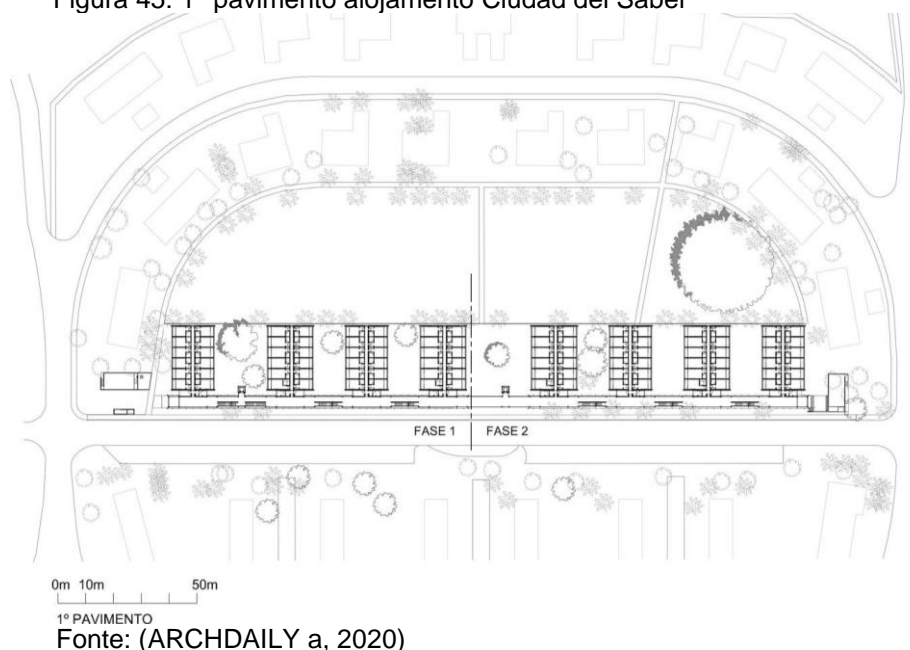 Figura 45: 1º pavimento alojamento Ciudad del Saber
FASE 1 FASE 2
0m 10m 50m
1º PAVIMENTO
Fonte: (ARCHDAILY a, 2020)